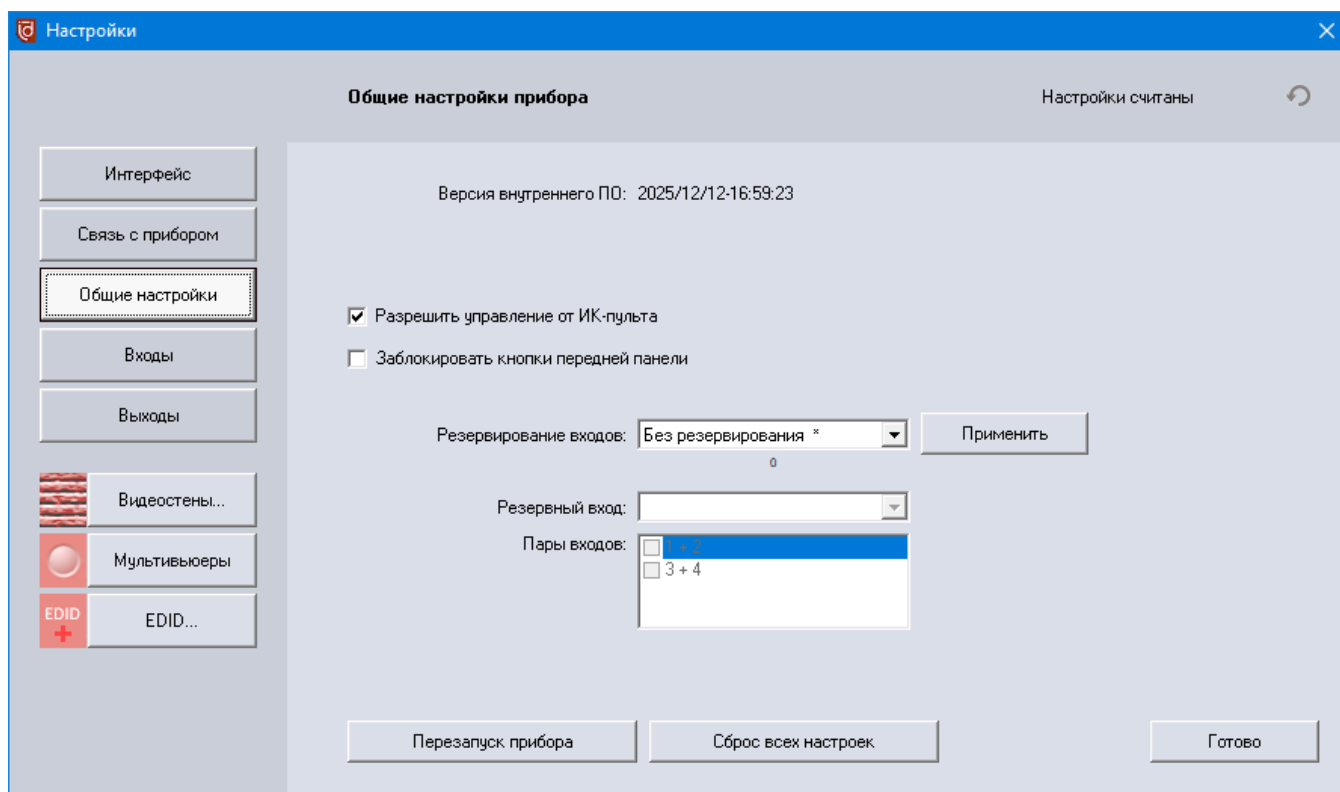 Настройки
Общие настройки прибора
Настройки считаны
Интерфейс
Связь с прибором
Общие настройки
Входы
Выходы
Видеостены...
Мультивьюеры
EDID
EDID...
Версия внутреннего ПО: 2025/12/12-16:59:23
Разрешить управление от ИК-пульта
Заблокировать кнопки передней панели
Резервирование входов: Без резервирования * Применить
0
Резервный вход:
Пары входов: 1 + 2
3 + 4
Перезапуск прибора Сброс всех настроек Готово